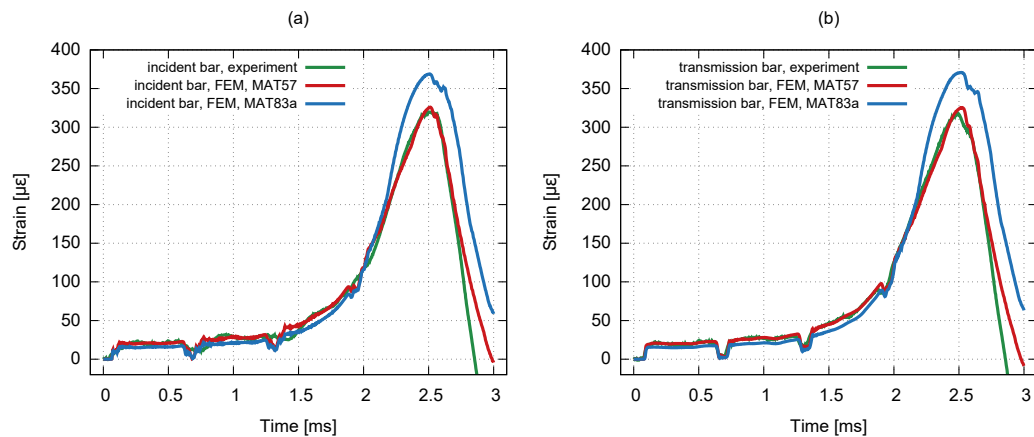 (a)
400
350
300
250
200
150
100
50
0
Strain [με]
incident bar, experiment
incident bar, FEM, MAT57
incident bar, FEM, MAT83a
0 0.5 1 1.5 2 2.5 3
Time [ms]
(b)
400
350
300
250
200
150
100
50
0
Strain [με]
transmission bar, experiment
transmission bar, FEM, MAT57
transmission bar, FEM, MAT83a
0 0.5 1 1.5 2 2.5 3
Time [ms]